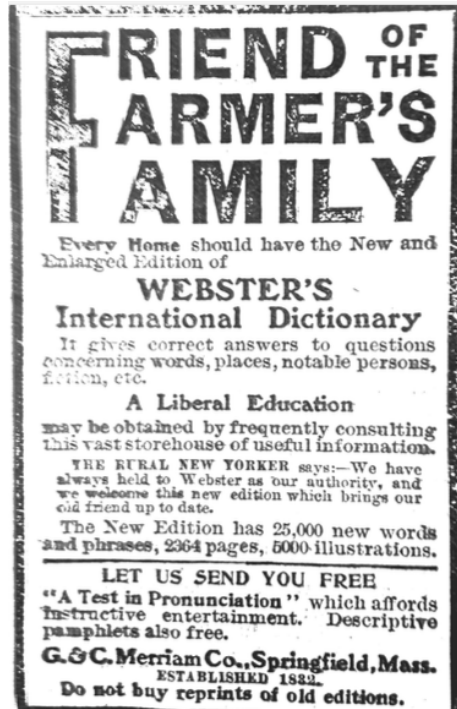 FRIEND OF THE
FARMER'S
FAMILY
Every Home should have the New and
Enlarged Edition of
WEBSTER'S
International Dictionary
It gives correct answers to questions
concerning words, places, notable persons,
fiction, etc.
A Liberal Education
may be obtained by frequently consulting
this vast storehouse of useful information.
THE RURAL NEW YORKER says:—We have
always held to Webster as our authority, and
we welcome this new edition which brings our
old friend up to date.
The New Edition has 25,000 new words
and phrases, 2364 pages, 5000 illustrations.
LET US SEND YOU FREE
"A Test in Pronunciation" which affords
instructive entertainment. Descriptive
pamphlets also free.
G. & C. Merriam Co., Springfield, Mass.
ESTABLISHED 1832.
Do not buy reprints of old editions.